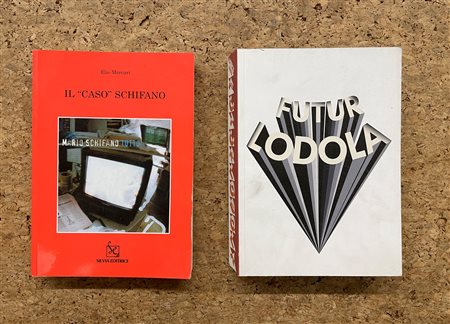 Elio Mercuri
IL "CASO" SCHIFANO
MARIO SCHIFANO TUTTO
SILVIA EDITRICE
FUTUR
LODOLA